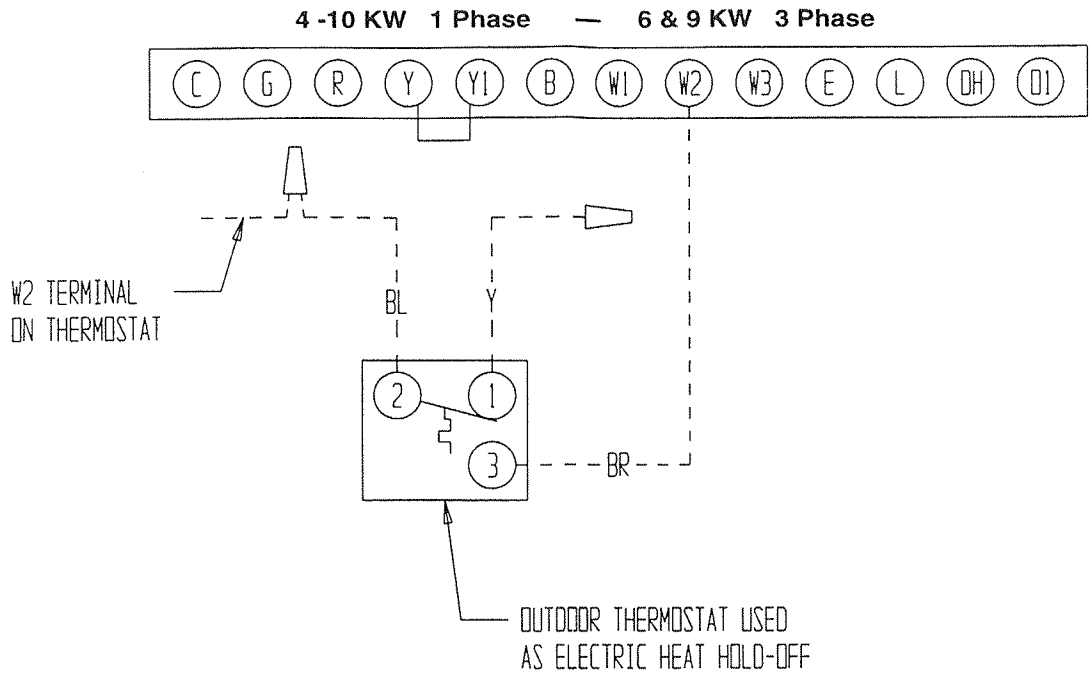 4 -10 KW 1 Phase — 6 & 9 KW 3 Phase
C G R Y Y1 B W1 W2 W3 E L DH O1
W2 TERMINAL
ON THERMOSTAT
BL
Y
2
1
3
BR
OUTDOOR THERMOSTAT USED
AS ELECTRIC HEAT HOLD-OFF